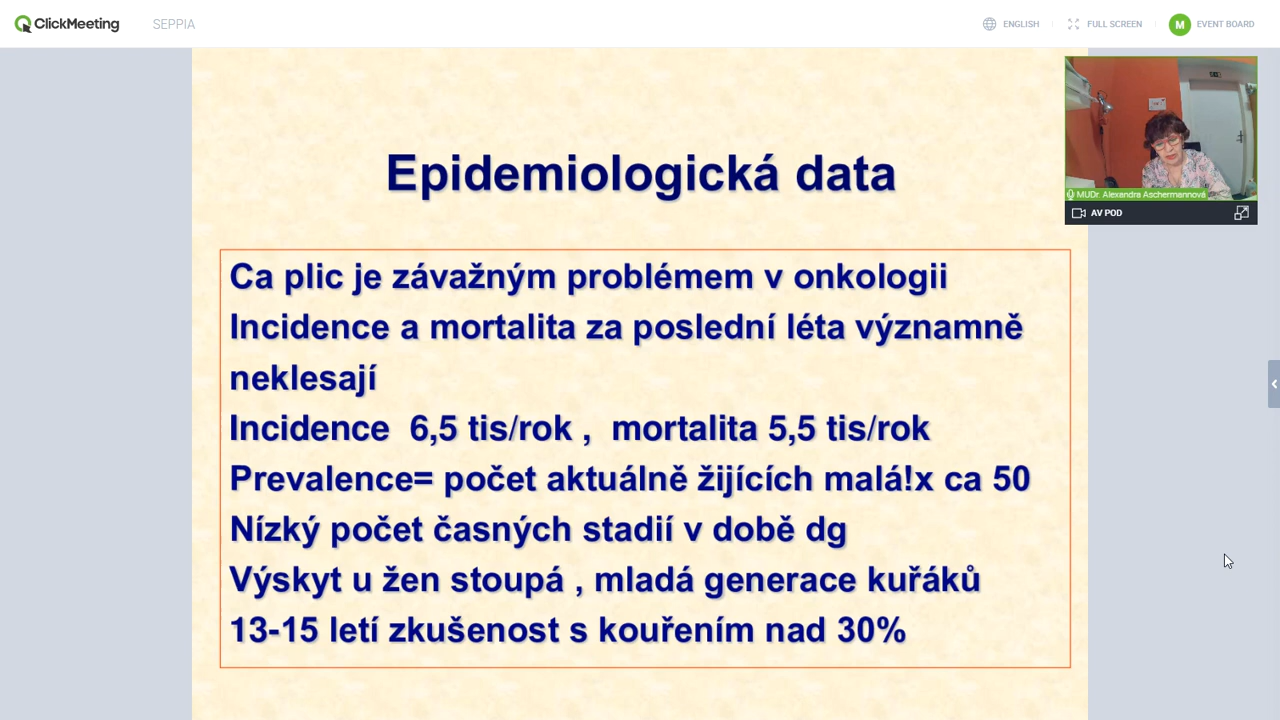 ClickMeeting
SEPPIA
ENGLISH
FULL SCREEN
M
EVENT BOARD
MUDr. Alexandra Aschermannová
AV POD
Epidemiologická data
Ca plic je závažným problémem v onkologii
Incidence a mortalita za poslední léta významně
neklesají
Incidence 6,5 tis/rok , mortalita 5,5 tis/rok
Prevalence= počet aktuálně žijících malá!x ca 50
Nízký počet časných stadií v době dg
Výskyt u žen stoupá , mladá generace kuřáků
13-15 letí zkušenost s kouřením nad 30%